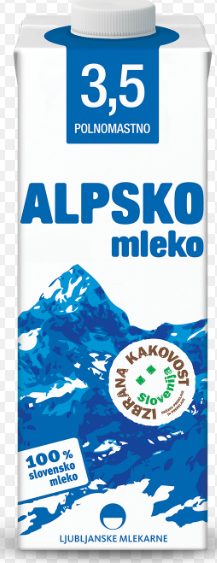 3,5
POLNOMASTNO
ALPSKO
mleko
IZBRANA KAKOVOST
Slovenija
100%
slovensko
mleko
LJUBLJANSKE MLEKARNE